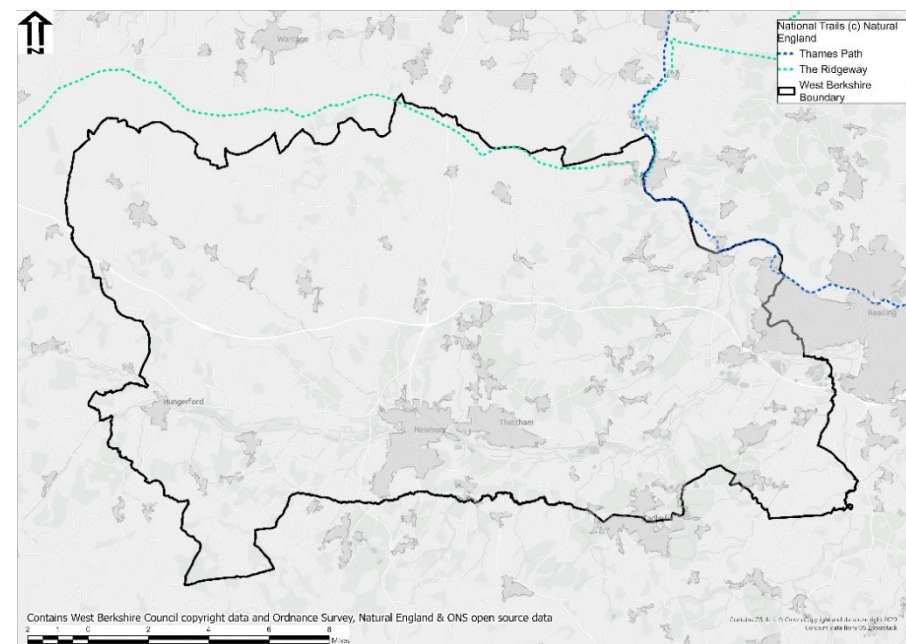 N
National Trails (c) Natural
England
Thames Path
The Ridgeway
West Berkshire
Boundary
Wantage
Reading
Hungerford
Newbury
Thatcham
Contains West Berkshire Council copyright data and Ordnance Survey, Natural England & ONS open source data
2 1 0 2 4 6 8
Miles